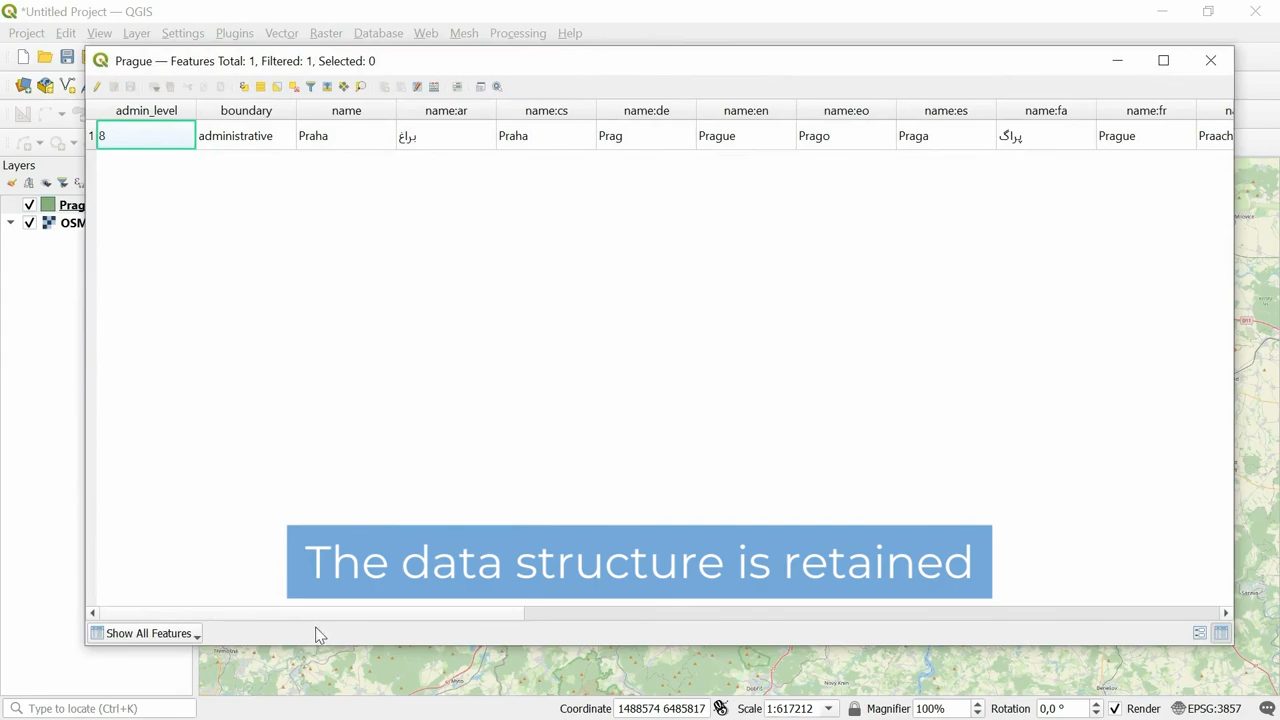 *Untitled Project — QGIS
Project Edit View Layer Settings Plugins Vector Raster Database Web Mesh Processing Help
Prague — Features Total: 1, Filtered: 1, Selected: 0
admin_level boundary name name:ar name:cs name:de name:en name:eo name:es name:fa name:fr
1 8 administrative Praha براغ Praha Prag Prague Prago Praga پراگ Prague Praach
Layers
Prag
OSM
The data structure is retained
Show All Features
Type to locate (Ctrl+K) Coordinate 1488574 6485817 Scale 1:617212 Magnifier 100% Rotation 0,0 ° Render EPSG:3857